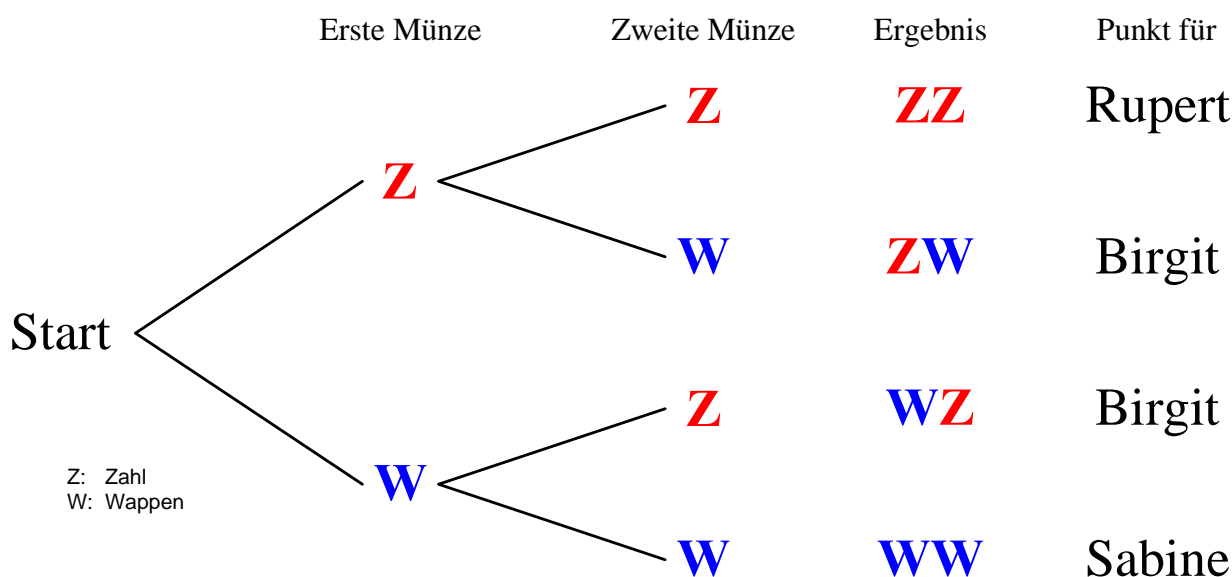 Erste Münze Zweite Münze Ergebnis Punkt für
Z ZZ Rupert
Z
W ZW Birgit
Start
Z WZ Birgit
Z: Zahl
W
W: Wappen
W WW Sabine